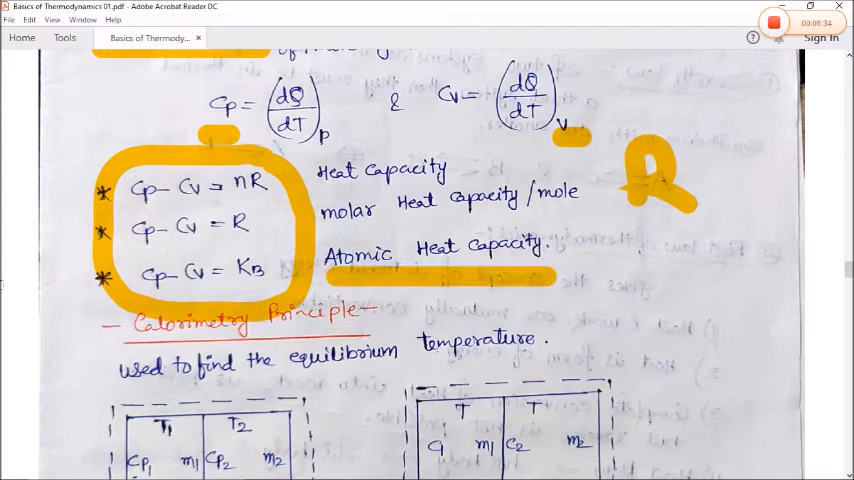 Basics of Thermodynamics 01.pdf - Adobe Acrobat Reader DC
File Edit View Window Help
Home Tools Basics of Thermody... ×
00:06:34
Sign In
Cp = (dQ/dT)p & Cv = (dQ/dT)v
* Cp - Cv = nR Heat Capacity
* Cp - Cv = R molar Heat Capacity/mole
* Cp - Cv = KB Atomic Heat Capacity.
R
- Calorimetry Principle -
used to find the equilibrium temperature.
T1 T2 T T
Cp1 m1 Cp2 m2 C1 m1 C2 m2